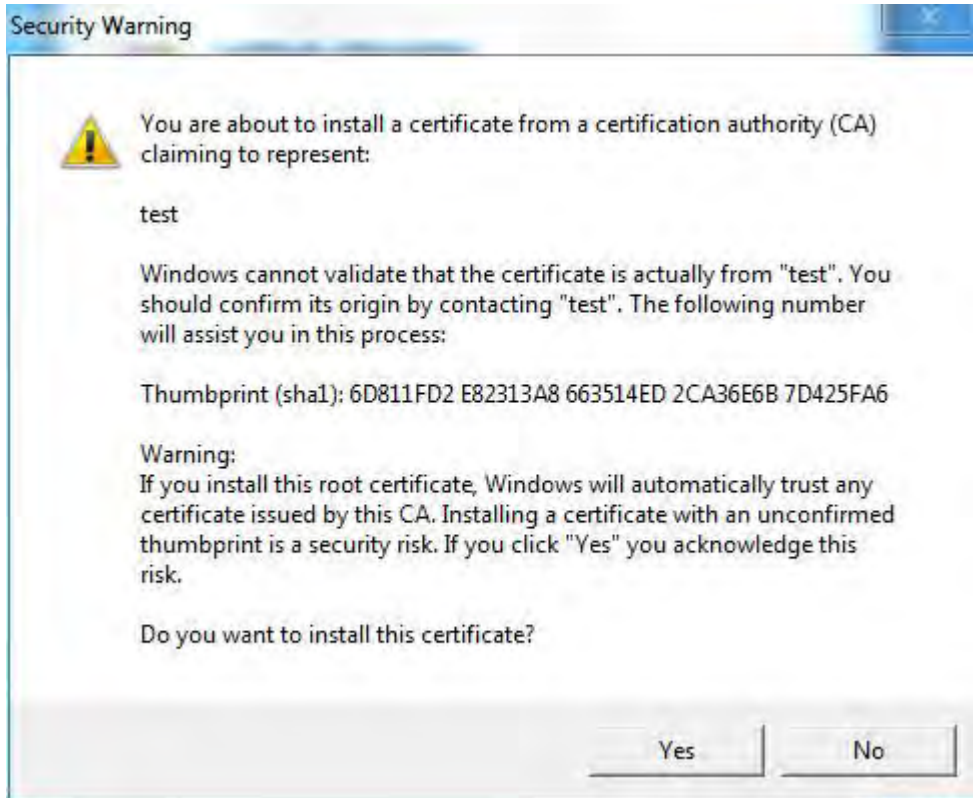 Security Warning
You are about to install a certificate from a certification authority (CA)
claiming to represent:
test
Windows cannot validate that the certificate is actually from "test". You
should confirm its origin by contacting "test". The following number
will assist you in this process:
Thumbprint (sha1): 6D811FD2 E82313A8 663514ED 2CA36E6B 7D425FA6
Warning:
If you install this root certificate, Windows will automatically trust any
certificate issued by this CA. Installing a certificate with an unconfirmed
thumbprint is a security risk. If you click "Yes" you acknowledge this
risk.
Do you want to install this certificate?
Yes No